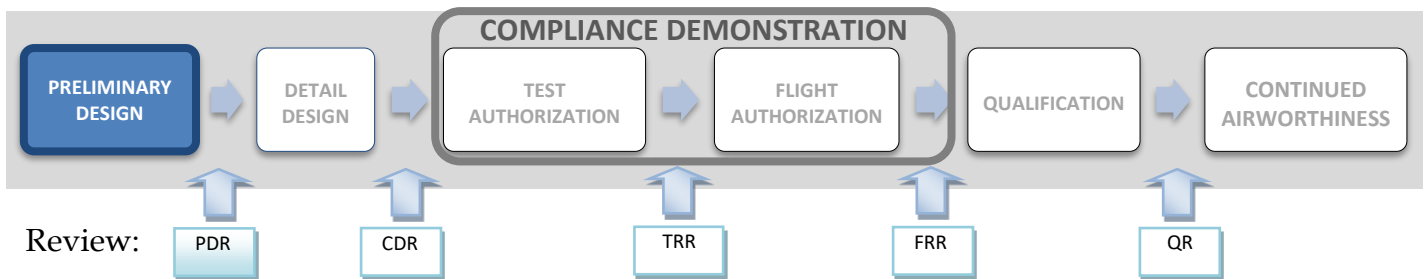 COMPLIANCE DEMONSTRATION
PRELIMINARY
DESIGN
DETAIL
DESIGN
TEST
AUTHORIZATION
FLIGHT
AUTHORIZATION
QUALIFICATION
CONTINUED
AIRWORTHINESS
Review:
PDR
CDR
TRR
FRR
QR